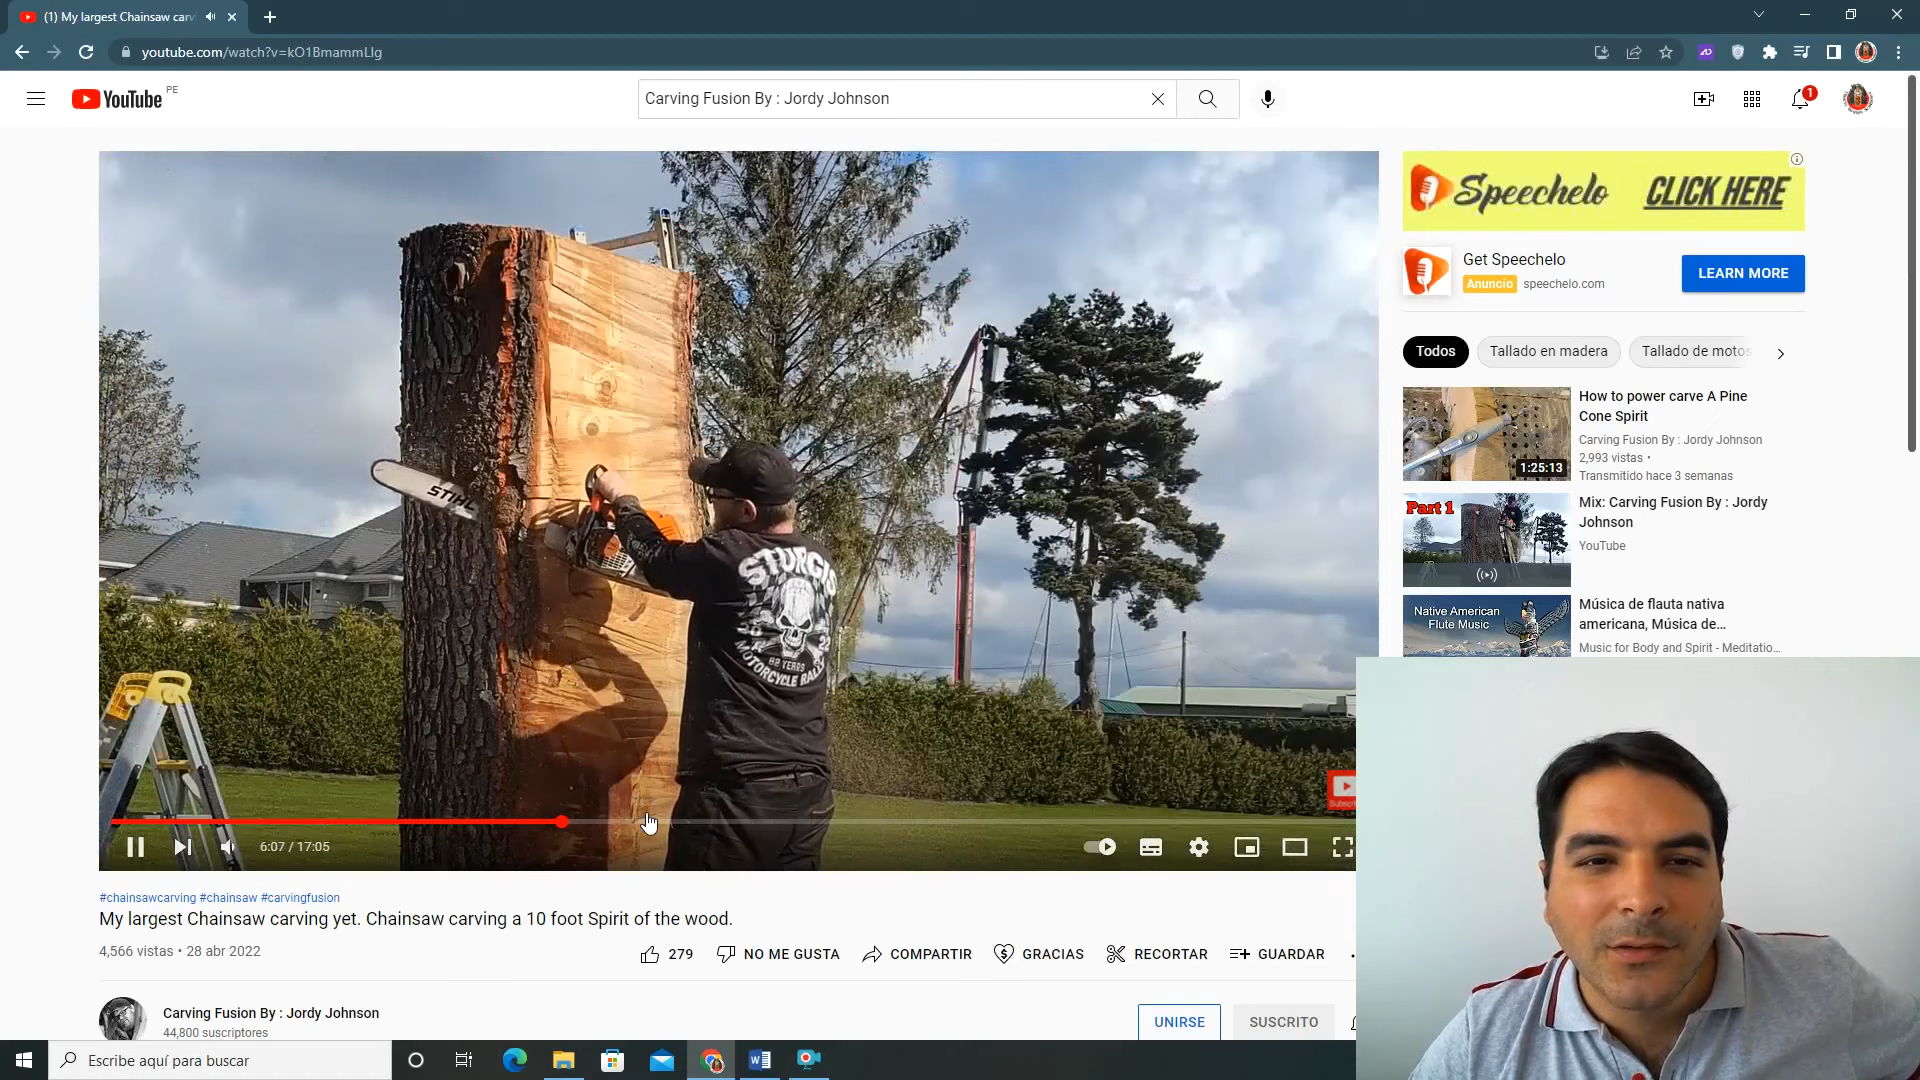 (1) My largest Chainsaw carv
youtube.com/watch?v=kO1BmammLlg
YouTube PE
Carving Fusion By : Jordy Johnson
1
STIHL
STURGIS
82 YEARS
MOTORCYCLE RALLY
6:07 / 17:05
#chainsawcarving #chainsaw #carvingfusion
My largest Chainsaw carving yet. Chainsaw carving a 10 foot Spirit of the wood.
4,566 vistas • 28 abr 2022
279
NO ME GUSTA
COMPARTIR
GRACIAS
RECORTAR
GUARDAR
Carving Fusion By : Jordy Johnson
44,800 suscriptores
UNIRSE
SUSCRITO
Speechelo CLICK HERE
Get Speechelo
Anuncio speechelo.com
LEARN MORE
Todos
Tallado en madera
Tallado de motos
How to power carve A Pine
Cone Spirit
Carving Fusion By : Jordy Johnson
2,993 vistas •
Transmitido hace 3 semanas
1:25:13
Part 1
Mix: Carving Fusion By : Jordy
Johnson
YouTube
Native American
Flute Music
Música de flauta nativa
americana, Música de...
Music for Body and Spirit - Meditatio...
Escribe aquí para buscar